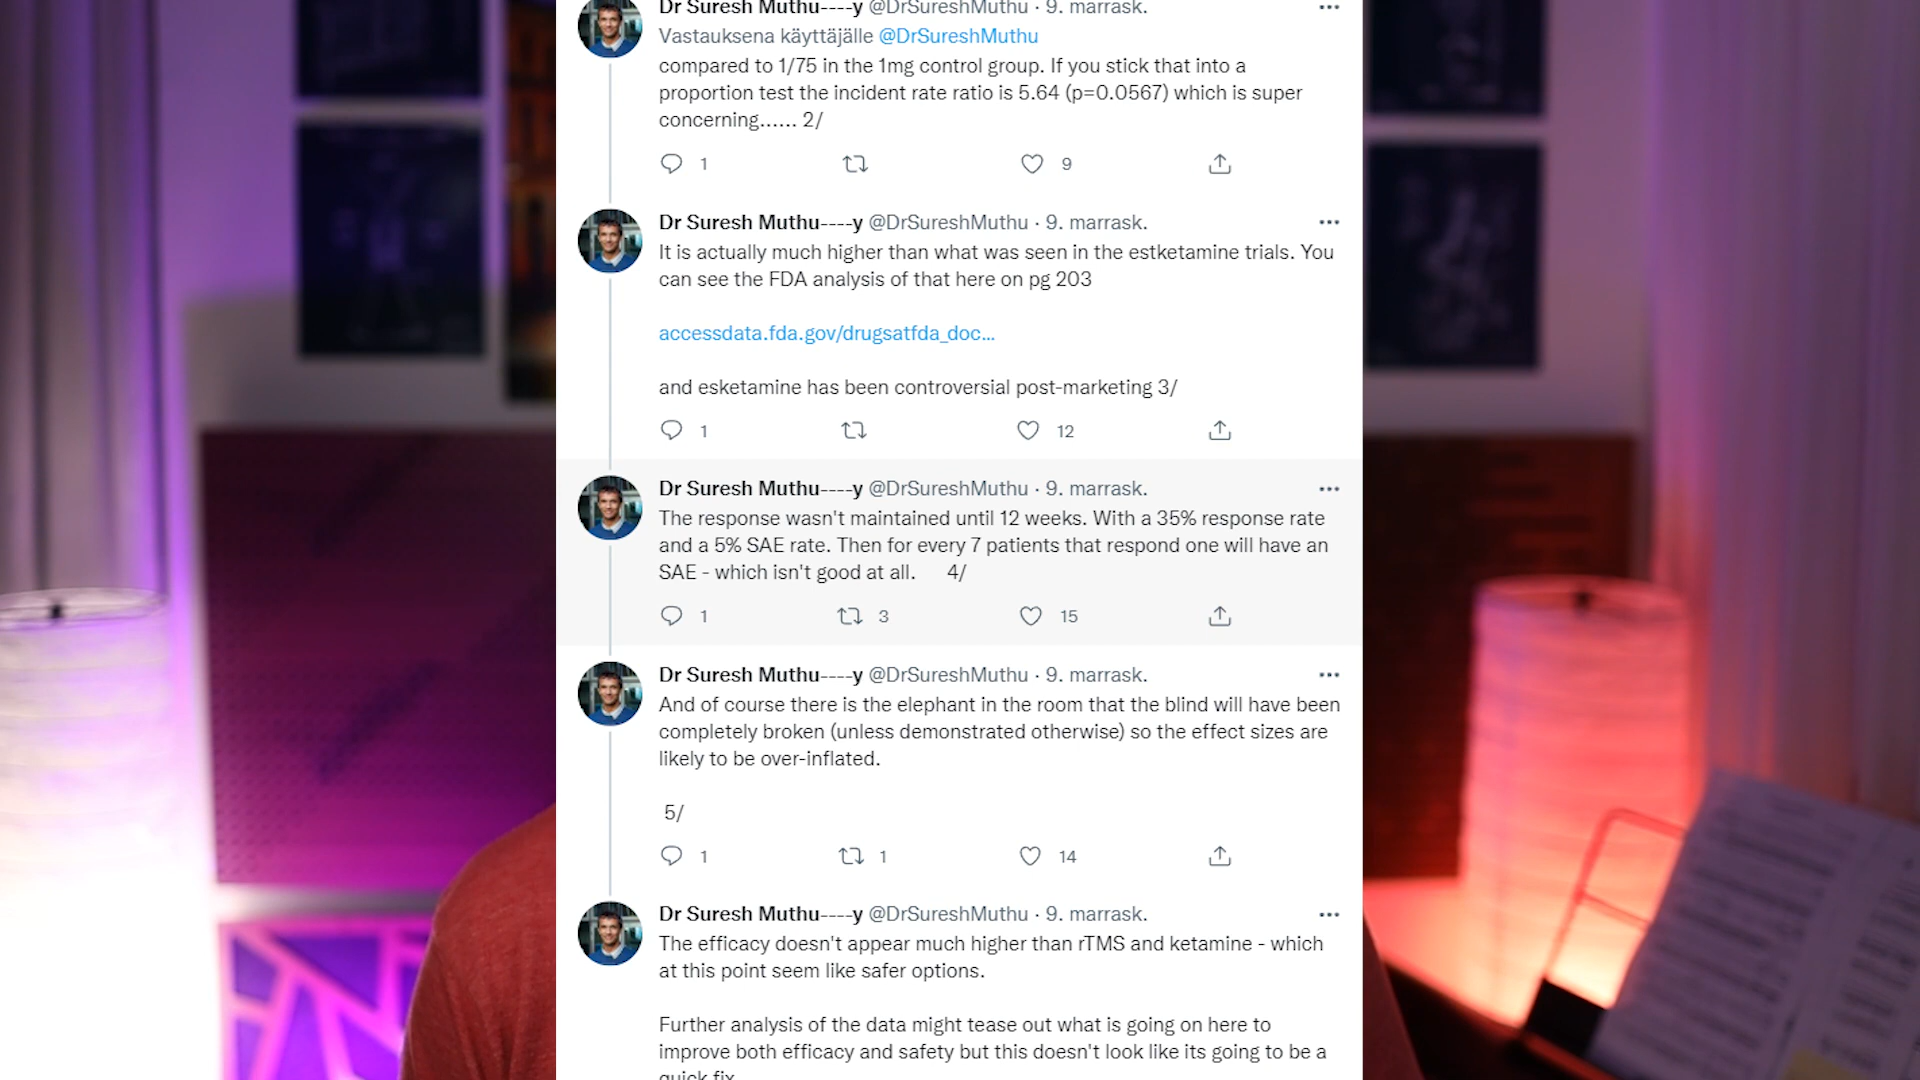 Dr Suresh Muthu----y @DrSureshMuthu · 9. marrask.
Vastauksena käyttäjälle @DrSureshMuthu
compared to 1/75 in the 1mg control group. If you stick that into a
proportion test the incident rate ratio is 5.64 (p=0.0567) which is super
concerning...... 2/
1 9
Dr Suresh Muthu----y @DrSureshMuthu · 9. marrask.
It is actually much higher than what was seen in the estketamine trials. You
can see the FDA analysis of that here on pg 203
accessdata.fda.gov/drugsatfda_doc...
and esketamine has been controversial post-marketing 3/
1 12
Dr Suresh Muthu----y @DrSureshMuthu · 9. marrask.
The response wasn't maintained until 12 weeks. With a 35% response rate
and a 5% SAE rate. Then for every 7 patients that respond one will have an
SAE - which isn't good at all. 4/
1 3 15
Dr Suresh Muthu----y @DrSureshMuthu · 9. marrask.
And of course there is the elephant in the room that the blind will have been
completely broken (unless demonstrated otherwise) so the effect sizes are
likely to be over-inflated.
5/
1 1 14
Dr Suresh Muthu----y @DrSureshMuthu · 9. marrask.
The efficacy doesn't appear much higher than rTMS and ketamine - which
at this point seem like safer options.
Further analysis of the data might tease out what is going on here to
improve both efficacy and safety but this doesn't look like its going to be a
quick fix